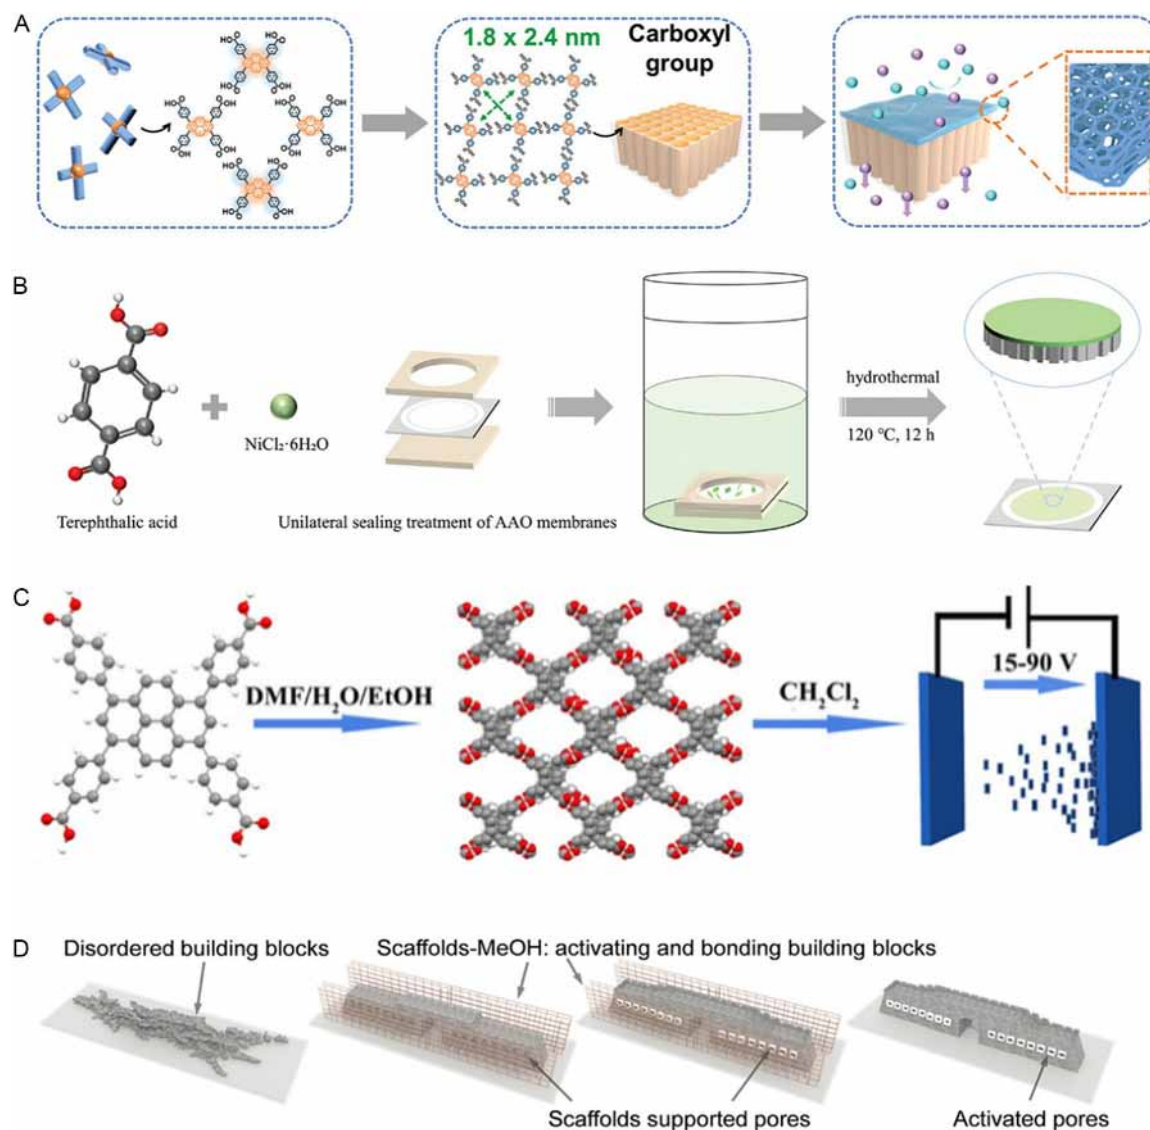 A
1.8 x 2.4 nm
Carboxyl
group
B
Terephthalic acid
NiCl₂·6H₂O
Unilateral sealing treatment of AAO membranes
hydrothermal
120 °C, 12 h
C
DMF/H₂O/EtOH
CH₂Cl₂
15-90 V
D
Disordered building blocks
Scaffolds-MeOH: activating and bonding building blocks
Scaffolds supported pores
Activated pores